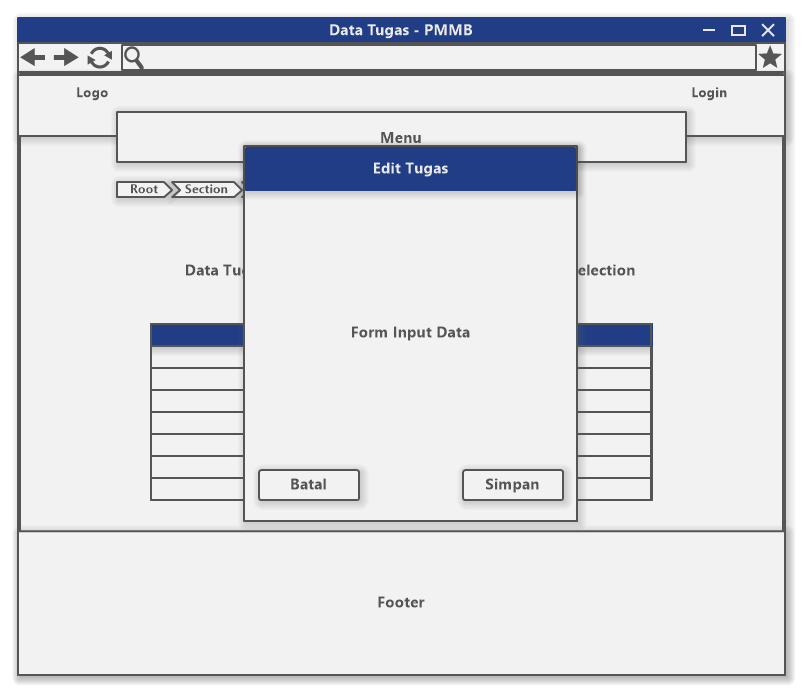 Data Tugas - PMMB
Logo
Login
Menu
Edit Tugas
Root
Section
Data Tu
election
Form Input Data
Batal
Simpan
Footer